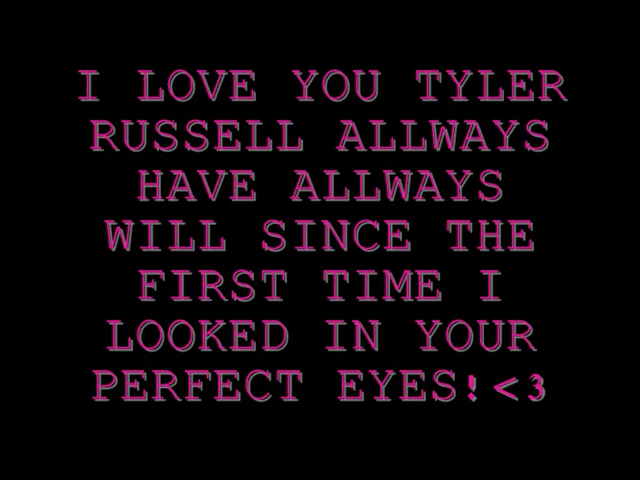 I LOVE YOU TYLER
RUSSELL ALLWAYS
HAVE ALLWAYS
WILL SINCE THE
FIRST TIME I
LOOKED IN YOUR
PERFECT EYES!<3